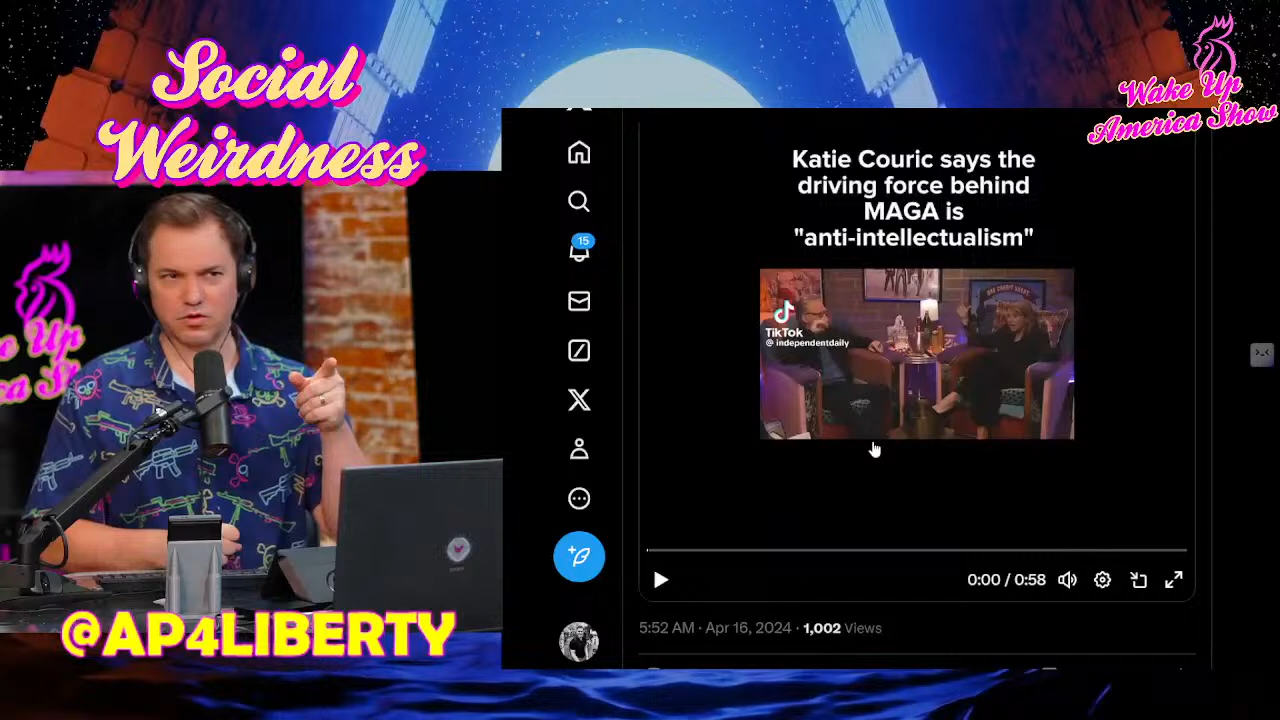 Social
Weirdness
Wake Up
America Show
Katie Couric says the
driving force behind
MAGA is
"anti-intellectualism"
15
TikTok
@ independentdaily
0:00 / 0:58
5:52 AM · Apr 16, 2024 · 1,002 Views
@AP4LIBERTY